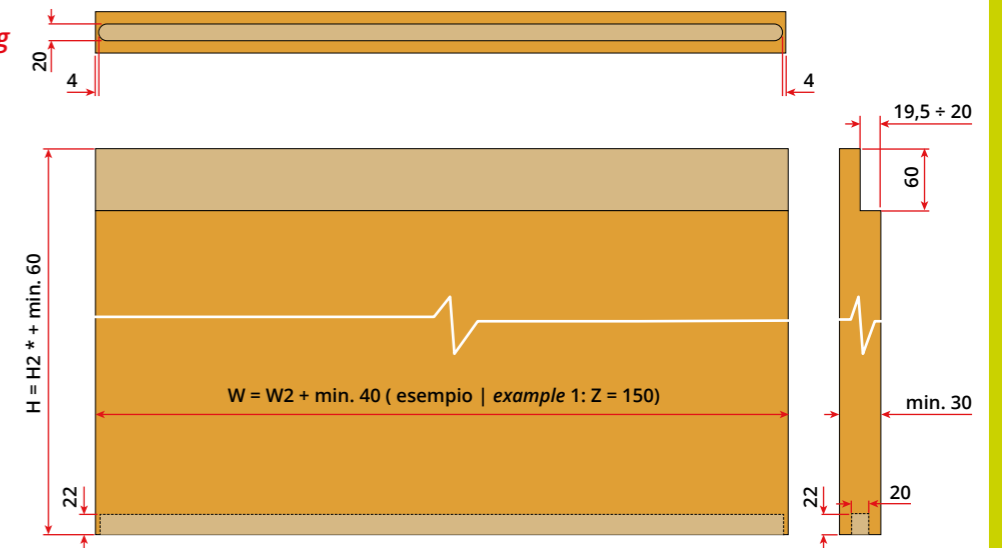 g
20
4
4
19,5 ÷ 20
60
H = H2 * + min. 60
W = W2 + min. 40 ( esempio | example 1: Z = 150)
min. 30
22
22
20